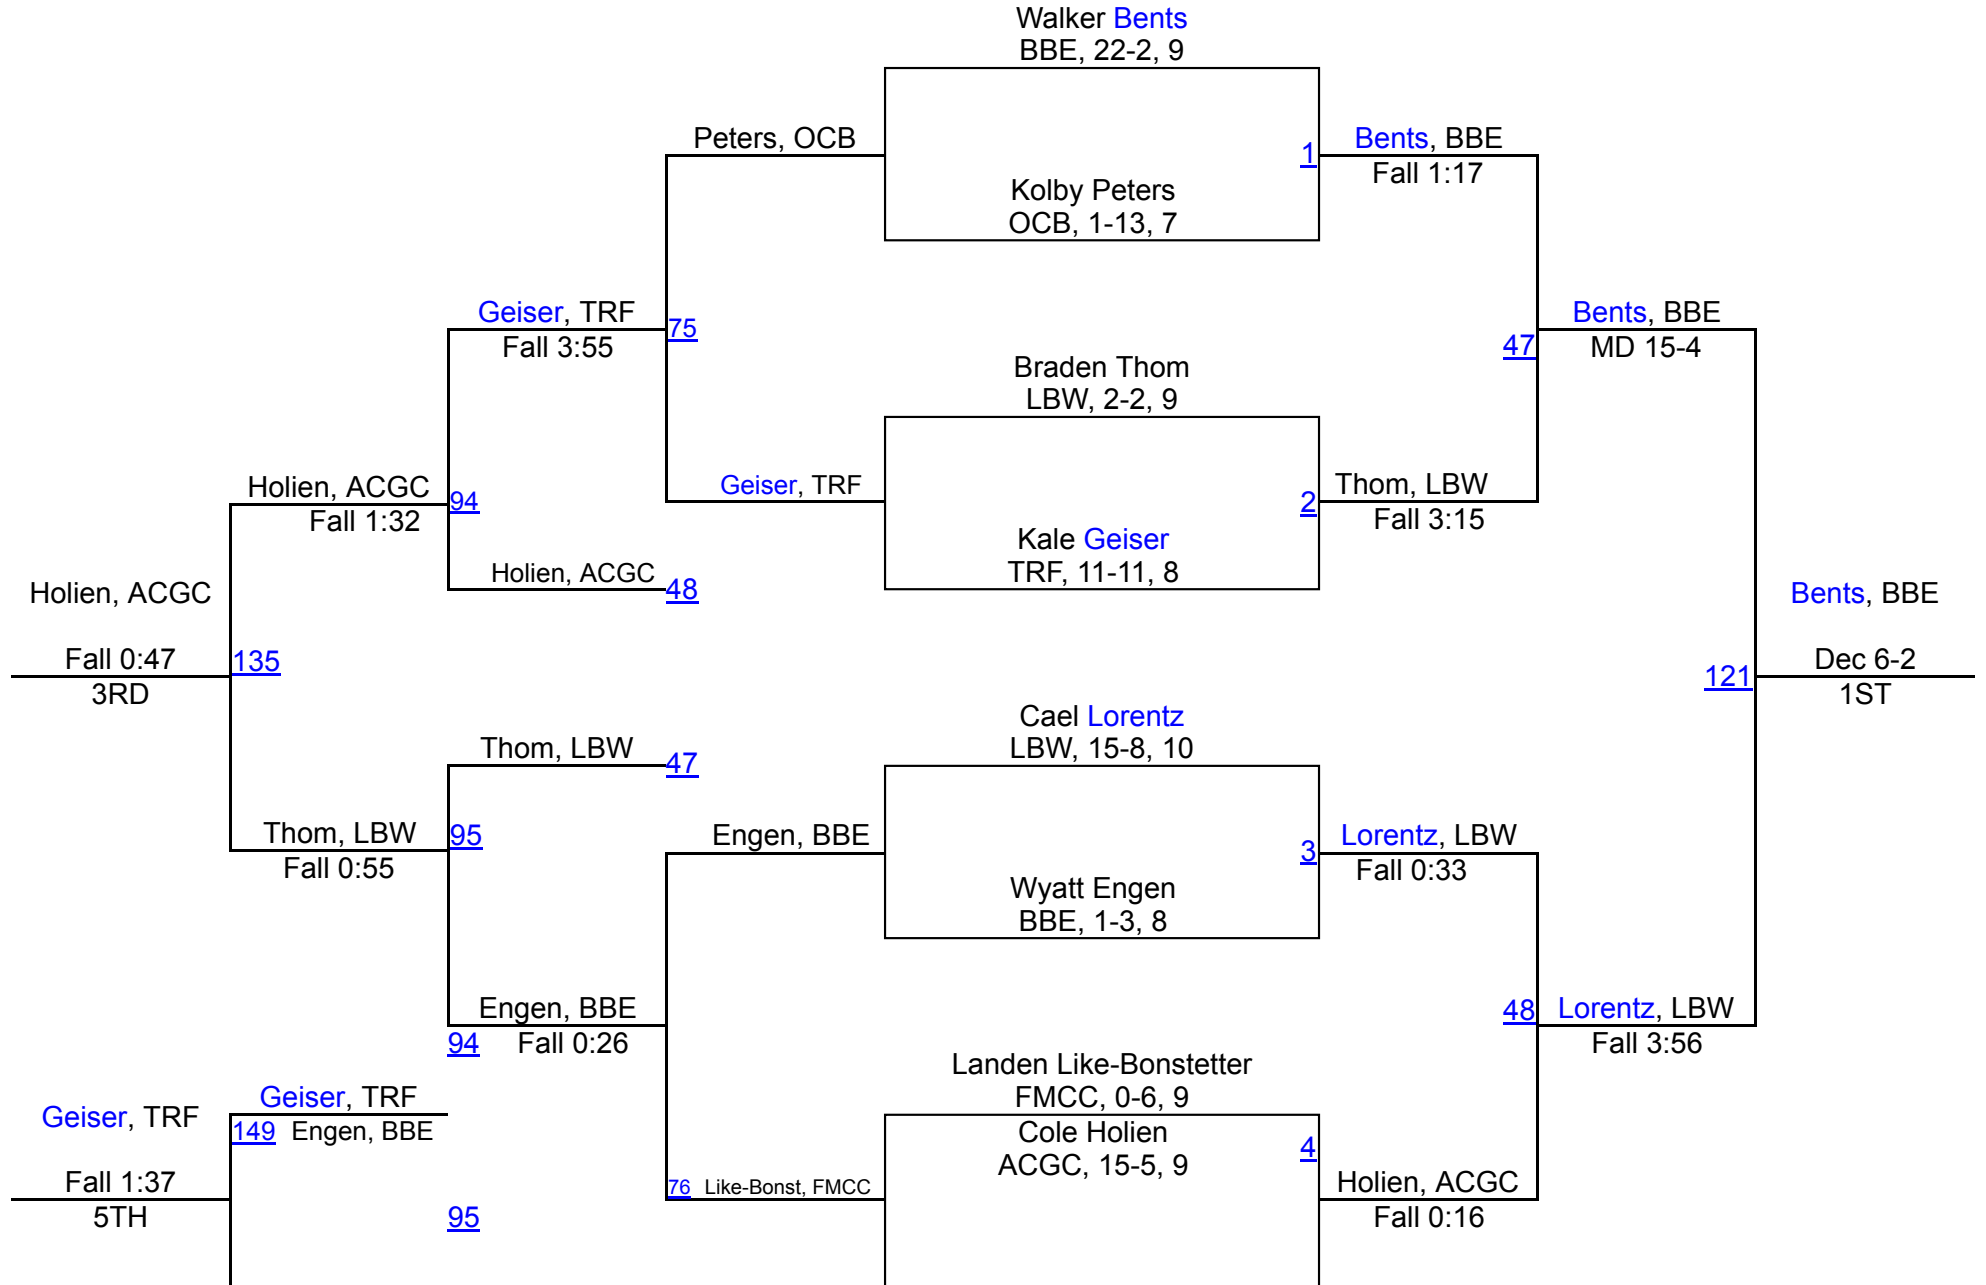 Walker Bents
BBE, 22-2, 9
Peters, OCB
1
Bents, BBE
Fall 1:17
Kolby Peters
OCB, 1-13, 7
Geiser, TRF
Fall 3:55
75
Bents, BBE
MD 15-4
47
Braden Thom
LBW, 2-2, 9
Holien, ACGC
Fall 1:32
94
Geiser, TRF
2
Thom, LBW
Fall 3:15
Kale Geiser
TRF, 11-11, 8
Holien, ACGC
48
Holien, ACGC
Fall 0:47
3RD
135
Bents, BBE
Dec 6-2
1ST
121
Cael Lorentz
LBW, 15-8, 10
Thom, LBW
47
Thom, LBW
Fall 0:55
95
Engen, BBE
3
Lorentz, LBW
Fall 0:33
Wyatt Engen
BBE, 1-3, 8
Engen, BBE
Fall 0:26
94
48
Lorentz, LBW
Fall 3:56
Landen Like-Bonstetter
FMCC, 0-6, 9
Geiser, TRF
Geiser, TRF
149 Engen, BBE
Cole Holien
ACGC, 15-5, 9
4
Fall 1:37
5TH
95
76 Like-Bonst, FMCC
Holien, ACGC
Fall 0:16